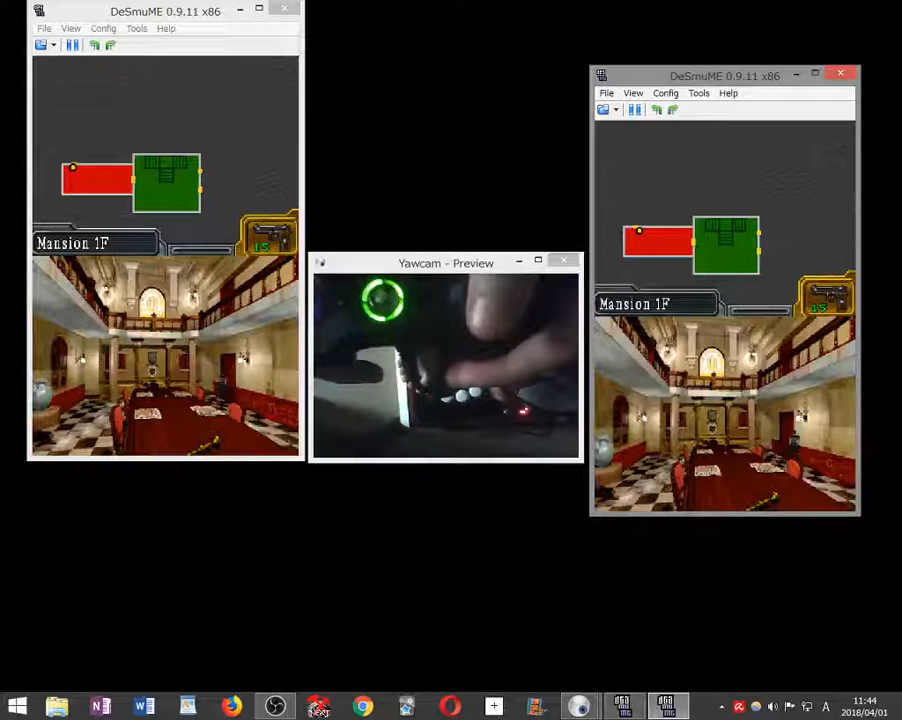 DeSmuME 0.9.11 x86
File View Config Tools Help
15
Mansion 1F
Yawcam - Preview
DeSmuME 0.9.11 x86
File View Config Tools Help
15
Mansion 1F
A
11:44
2018/04/01